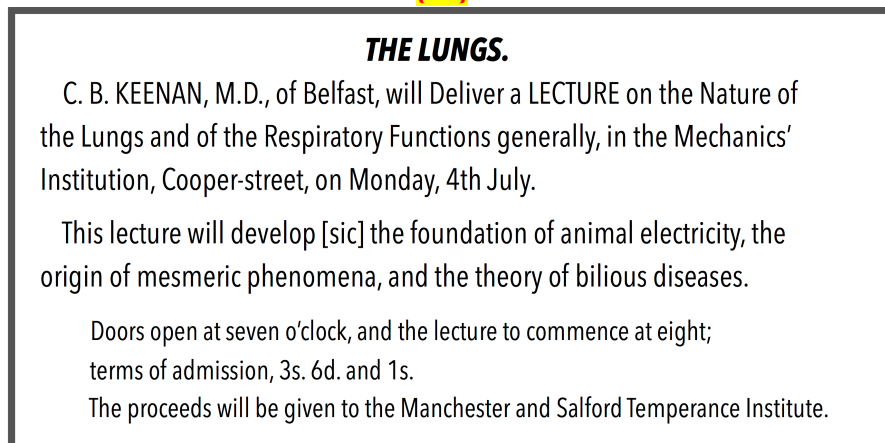 THE LUNGS.
C. B. KEENAN, M.D., of Belfast, will Deliver a LECTURE on the Nature of
the Lungs and of the Respiratory Functions generally, in the Mechanics’
Institution, Cooper-street, on Monday, 4th July.
This lecture will develop [sic] the foundation of animal electricity, the
origin of mesmeric phenomena, and the theory of bilious diseases.
Doors open at seven o’clock, and the lecture to commence at eight;
terms of admission, 3s. 6d. and 1s.
The proceeds will be given to the Manchester and Salford Temperance Institute.